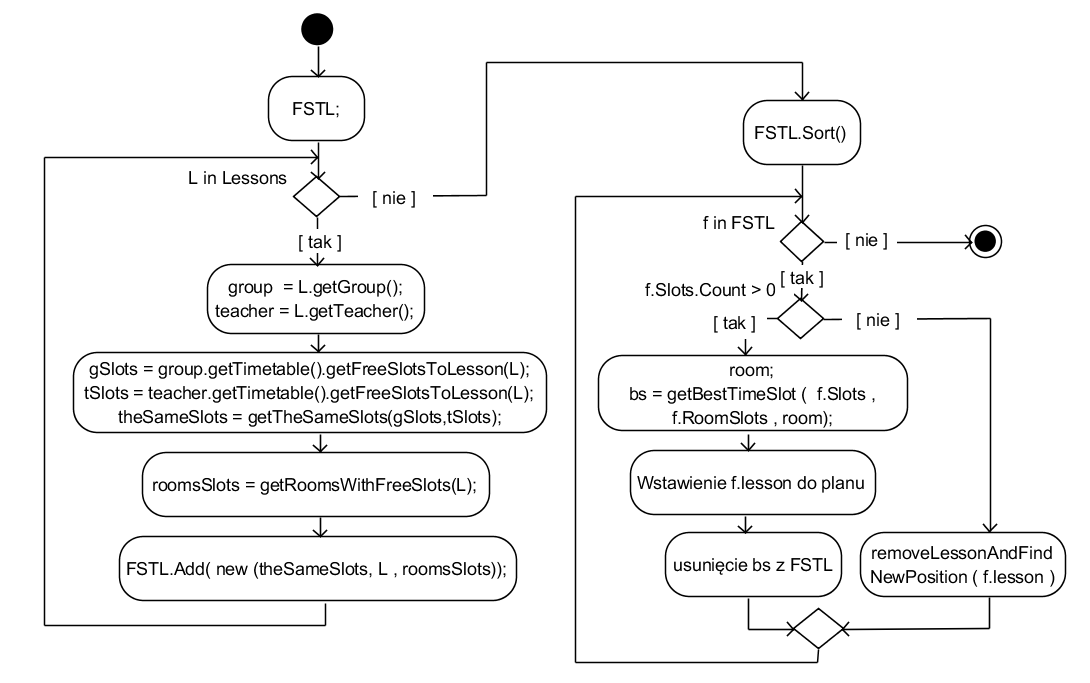 FSTL;
L in Lessons
[ nie ]
[ tak ]
group  = L.getGroup();
teacher = L.getTeacher();
gSlots = group.getTimetable().getFreeSlotsToLesson(L);
tSlots = teacher.getTimetable().getFreeSlotsToLesson(L);
theSameSlots = getTheSameSlots(gSlots,tSlots);
roomsSlots = getRoomsWithFreeSlots(L);
FSTL.Add( new (theSameSlots, L , roomsSlots));
FSTL.Sort()
f in FSTL
[ nie ]
[ tak ]
f.Slots.Count > 0
[ tak ]
[ nie ]
room;
bs = getBestTimeSlot (  f.Slots ,
f.RoomSlots , room);
Wstawienie f.lesson do planu
usunięcie bs z FSTL
removeLessonAndFind
NewPosition ( f.lesson )